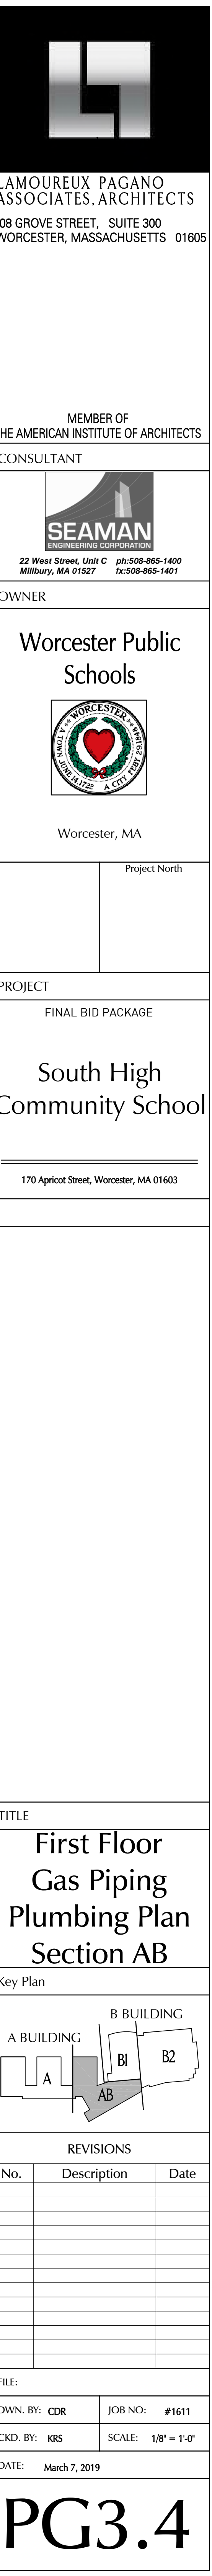 LAMOUREUX PAGANO
ASSOCIATES, ARCHITECTS
08 GROVE STREET, SUITE 300
WORCESTER, MASSACHUSETTS 01605
MEMBER OF
HE AMERICAN INSTITUTE OF ARCHITECTS
CONSULTANT
SEAMAN
ENGINEERING CORPORATION
22 West Street, Unit C ph:508-865-1400
Millbury, MA 01527 fx:508-865-1401
OWNER
Worcester Public
Schools
WORCESTER
A TOWN JUNE 14, 1722 A CITY FEBY
Worcester, MA
Project North
PROJECT
FINAL BID PACKAGE
South High
Community School
170 Apricot Street, Worcester, MA 01603
TITLE
First Floor
Gas Piping
Plumbing Plan
Section AB
Key Plan
B BUILDING
A BUILDING
B1 B2
A
AB
REVISIONS
No. Description Date
FILE:
DWN. BY: CDR JOB NO: #1611
CKD. BY: KRS SCALE: 1/8" = 1'-0"
DATE: March 7, 2019
PG3.4